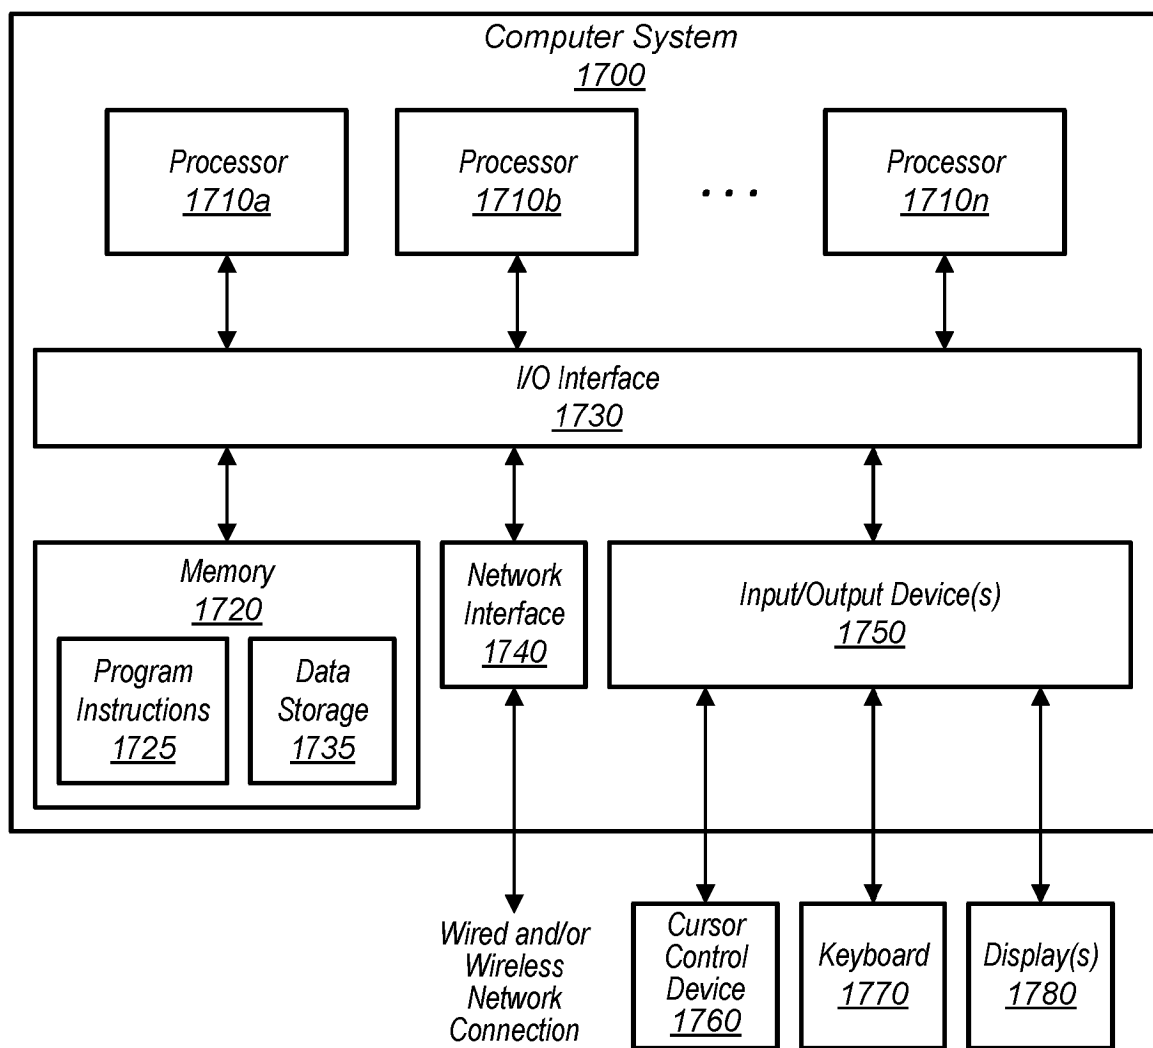 Computer System
1700
Processor
1710a
Processor
1710b
. . .
Processor
1710n
I/O Interface
1730
Memory
1720
Program
Instructions
1725
Data
Storage
1735
Network
Interface
1740
Input/Output Device(s)
1750
Wired and/or
Wireless
Network
Connection
Cursor
Control
Device
1760
Keyboard
1770
Display(s)
1780